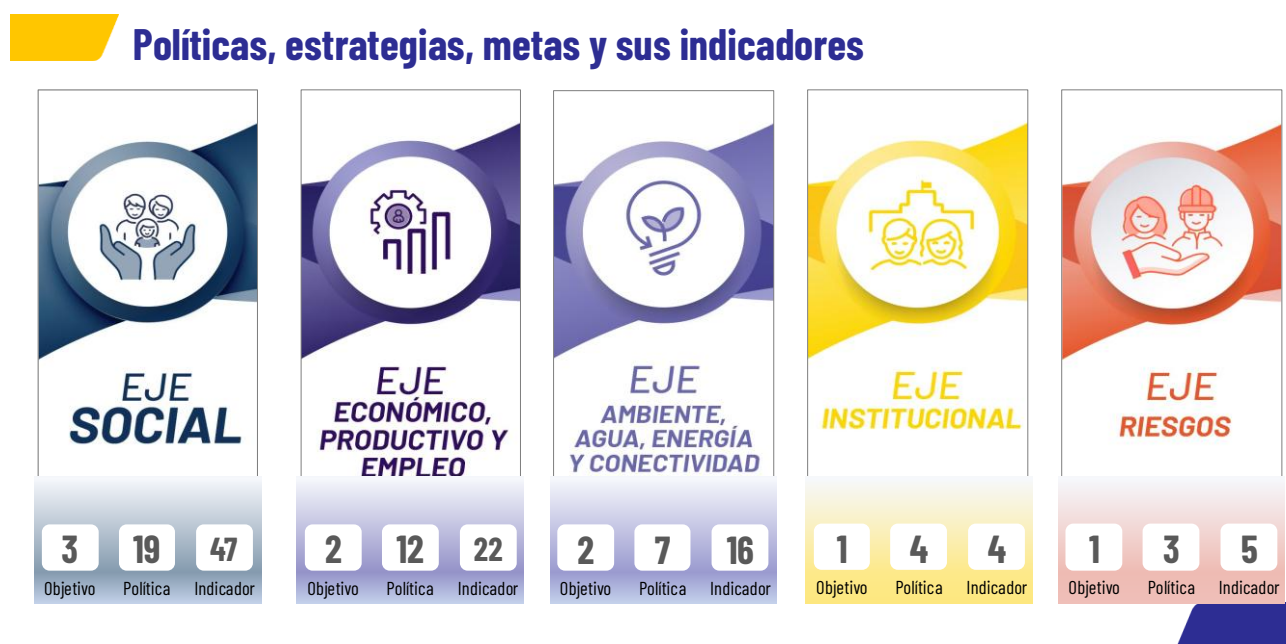 Políticas, estrategias, metas y sus indicadores
EJE
SOCIAL
3 19 47
Objetivo Política Indicador
EJE
ECONÓMICO,
PRODUCTIVO Y
EMPLEO
2 12 22
Objetivo Política Indicador
EJE
AMBIENTE,
AGUA, ENERGÍA
Y CONECTIVIDAD
2 7 16
Objetivo Política Indicador
EJE
INSTITUCIONAL
1 4 4
Objetivo Política Indicador
EJE
RIESGOS
1 3 5
Objetivo Política Indicador